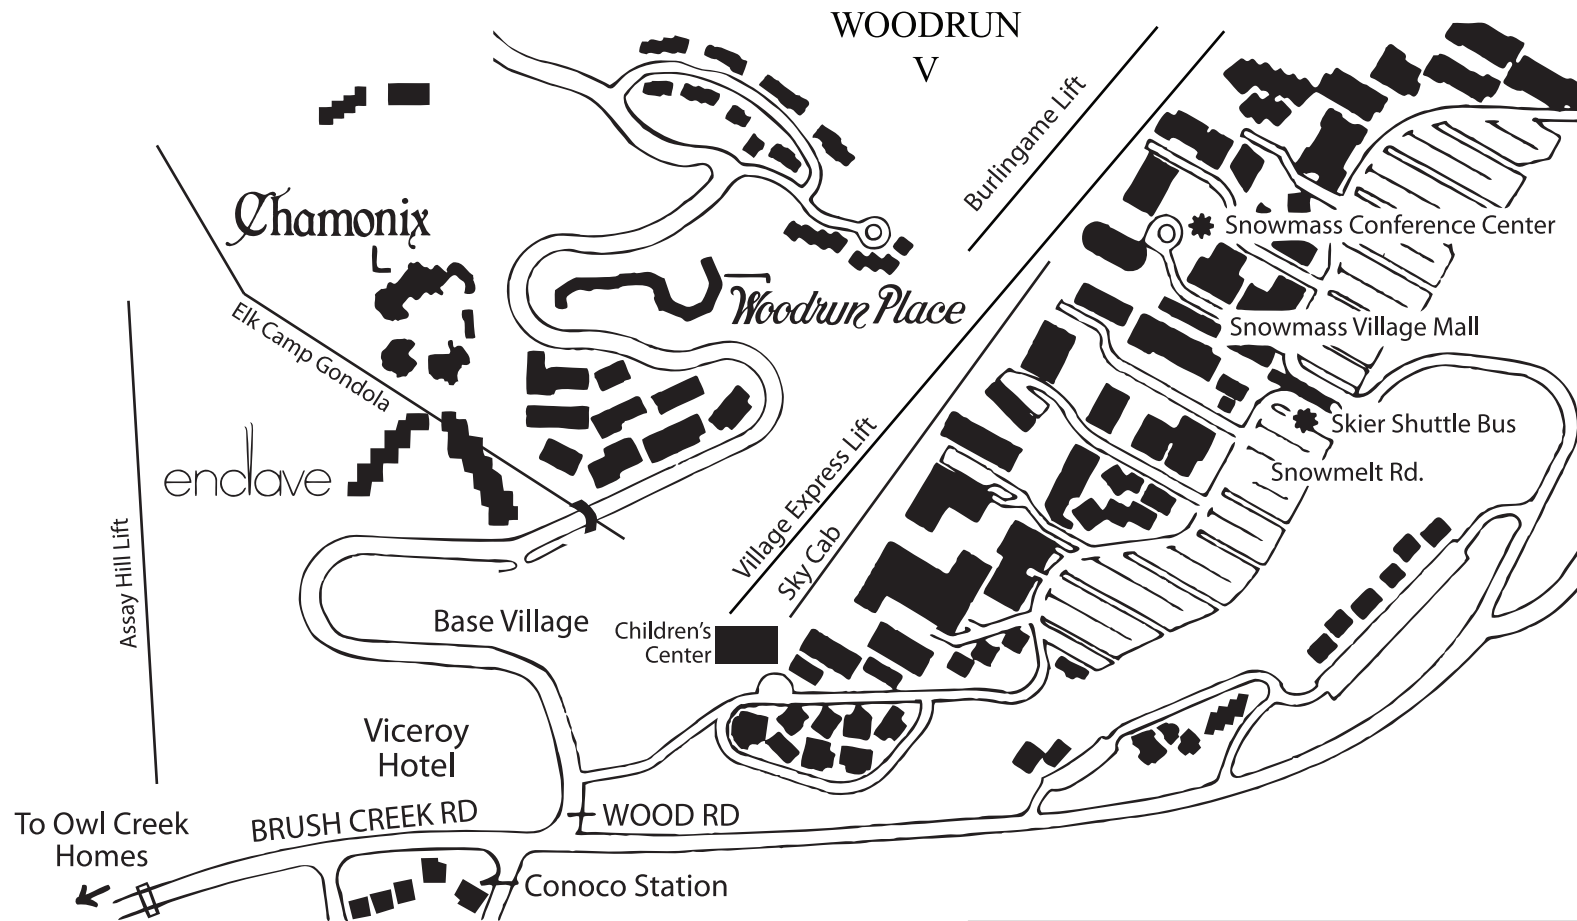 WOODRUN
V
Burlingame Lift
Chamonix
Snowmass Conference Center
Woodrun Place
Elk Camp Gondola
Snowmass Village Mall
enclave
Skier Shuttle Bus
Snowmelt Rd.
Village Express Lift
Sky Cab
Assay Hill Lift
Base Village
Children's
Center
Viceroy
Hotel
BRUSH CREEK RD
WOOD RD
To Owl Creek
Homes
Conoco Station